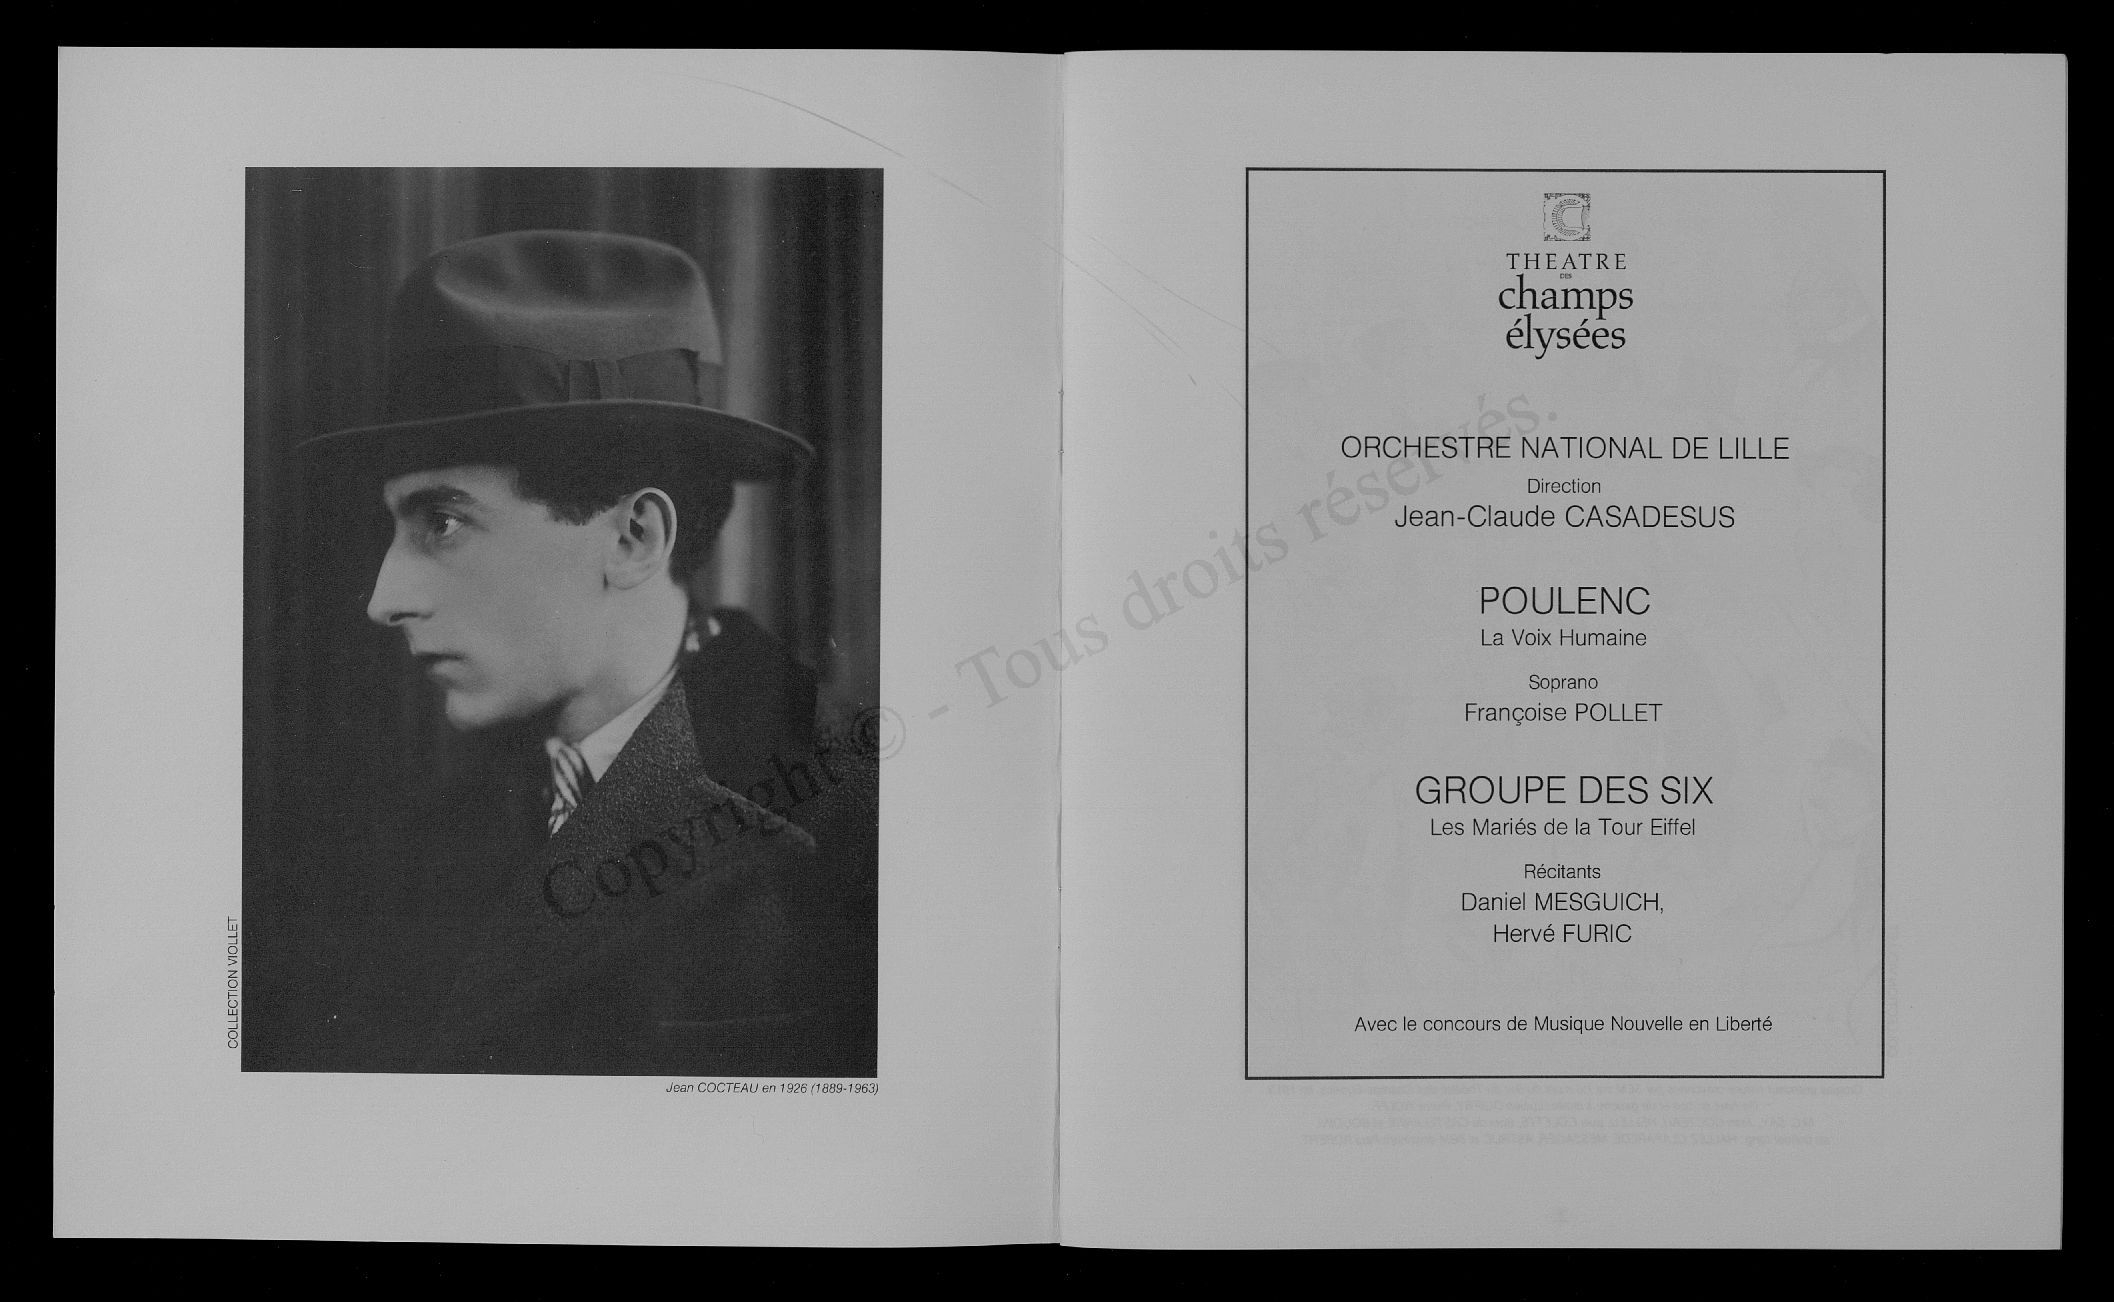 COLLECTION VIOLLET
Jean COCTEAU en 1926 (1889-1963)
THEATRE
DES
champs
élysées
ORCHESTRE NATIONAL DE LILLE
Direction
Jean-Claude CASADESUS
POULENC
La Voix Humaine
Soprano
Françoise POLLET
GROUPE DES SIX
Les Mariés de la Tour Eiffel
Récitants
Daniel MESGUICH,
Hervé FURIC
Avec le concours de Musique Nouvelle en Liberté
Copyright © - Tous droits réservés.